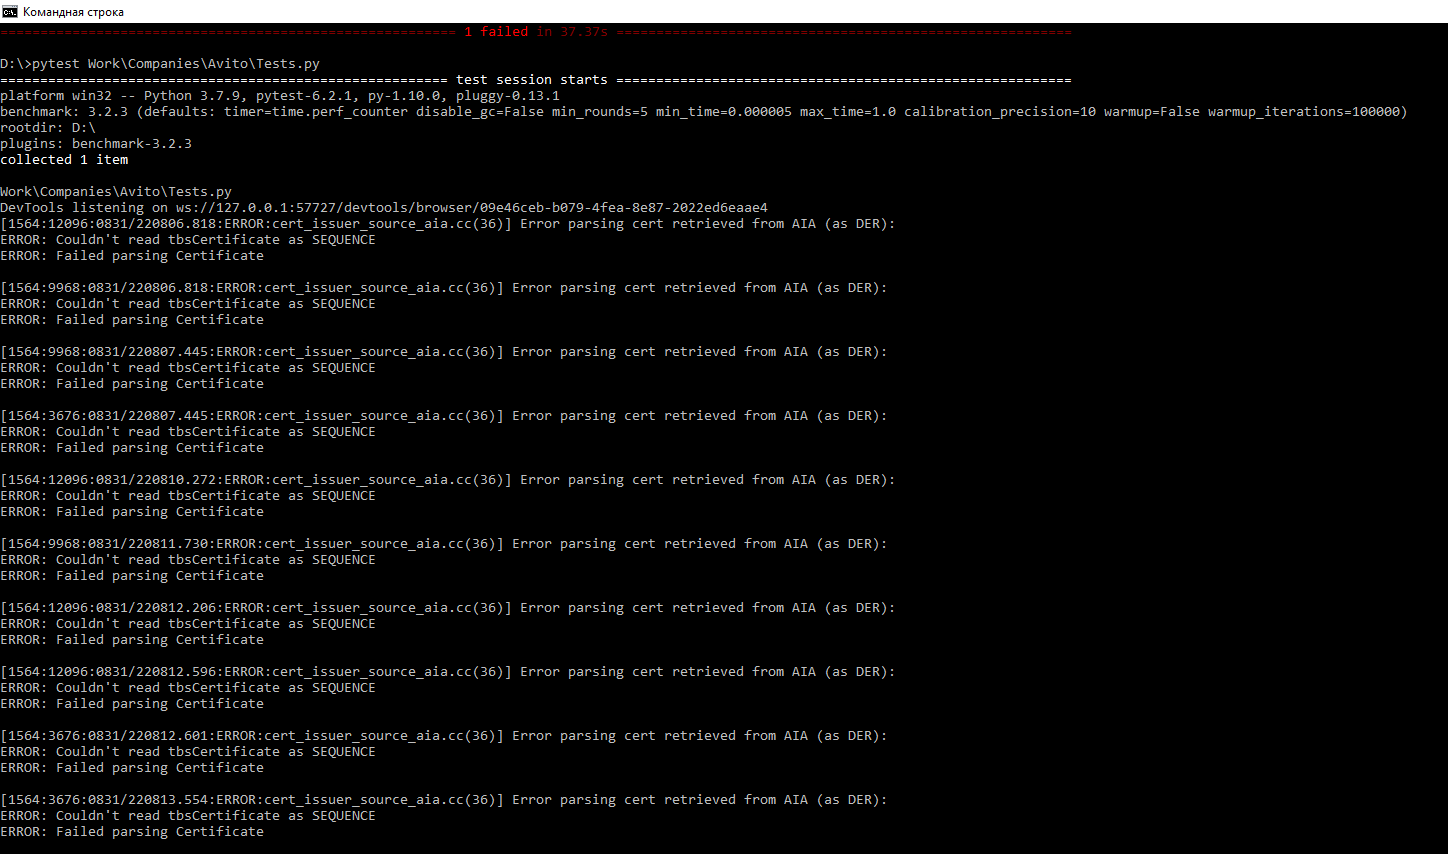 Командная строка
========================================================= 1 failed in 37.37s =========================================================
D:\>pytest Work\Companies\Avito\Tests.py
======================================================== test session starts =========================================================
platform win32 -- Python 3.7.9, pytest-6.2.1, py-1.10.0, pluggy-0.13.1
benchmark: 3.2.3 (defaults: timer=time.perf_counter disable_gc=False min_rounds=5 min_time=0.000005 max_time=1.0 calibration_precision=10 warmup=False warmup_iterations=100000)
rootdir: D:\
plugins: benchmark-3.2.3
collected 1 item
Work\Companies\Avito\Tests.py
DevTools listening on ws://127.0.0.1:57727/devtools/browser/09e46ceb-b079-4fea-8e87-2022ed6eaae4
[1564:12096:0831/220806.818:ERROR:cert_issuer_source_aia.cc(36)] Error parsing cert retrieved from AIA (as DER):
ERROR: Couldn't read tbsCertificate as SEQUENCE
ERROR: Failed parsing Certificate
[1564:9968:0831/220806.818:ERROR:cert_issuer_source_aia.cc(36)] Error parsing cert retrieved from AIA (as DER):
ERROR: Couldn't read tbsCertificate as SEQUENCE
ERROR: Failed parsing Certificate
[1564:9968:0831/220807.445:ERROR:cert_issuer_source_aia.cc(36)] Error parsing cert retrieved from AIA (as DER):
ERROR: Couldn't read tbsCertificate as SEQUENCE
ERROR: Failed parsing Certificate
[1564:3676:0831/220807.445:ERROR:cert_issuer_source_aia.cc(36)] Error parsing cert retrieved from AIA (as DER):
ERROR: Couldn't read tbsCertificate as SEQUENCE
ERROR: Failed parsing Certificate
[1564:12096:0831/220810.272:ERROR:cert_issuer_source_aia.cc(36)] Error parsing cert retrieved from AIA (as DER):
ERROR: Couldn't read tbsCertificate as SEQUENCE
ERROR: Failed parsing Certificate
[1564:9968:0831/220811.730:ERROR:cert_issuer_source_aia.cc(36)] Error parsing cert retrieved from AIA (as DER):
ERROR: Couldn't read tbsCertificate as SEQUENCE
ERROR: Failed parsing Certificate
[1564:12096:0831/220812.206:ERROR:cert_issuer_source_aia.cc(36)] Error parsing cert retrieved from AIA (as DER):
ERROR: Couldn't read tbsCertificate as SEQUENCE
ERROR: Failed parsing Certificate
[1564:12096:0831/220812.596:ERROR:cert_issuer_source_aia.cc(36)] Error parsing cert retrieved from AIA (as DER):
ERROR: Couldn't read tbsCertificate as SEQUENCE
ERROR: Failed parsing Certificate
[1564:3676:0831/220812.601:ERROR:cert_issuer_source_aia.cc(36)] Error parsing cert retrieved from AIA (as DER):
ERROR: Couldn't read tbsCertificate as SEQUENCE
ERROR: Failed parsing Certificate
[1564:3676:0831/220813.554:ERROR:cert_issuer_source_aia.cc(36)] Error parsing cert retrieved from AIA (as DER):
ERROR: Couldn't read tbsCertificate as SEQUENCE
ERROR: Failed parsing Certificate